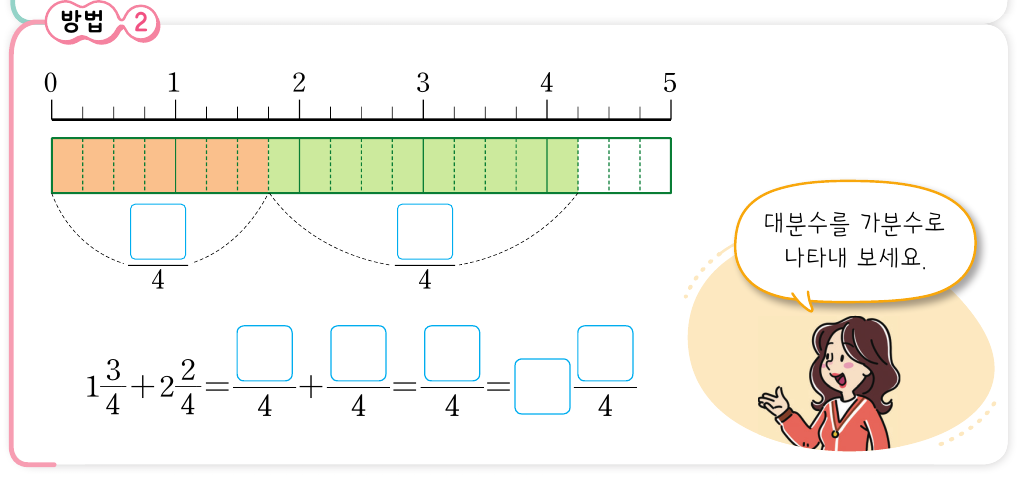 방법 2
0 1 2 3 4 5
□/4 □/4
1 3/4 + 2 2/4 = □/4 + □/4 = □/4 = □ □/4
대분수를 가분수로
나타내 보세요.